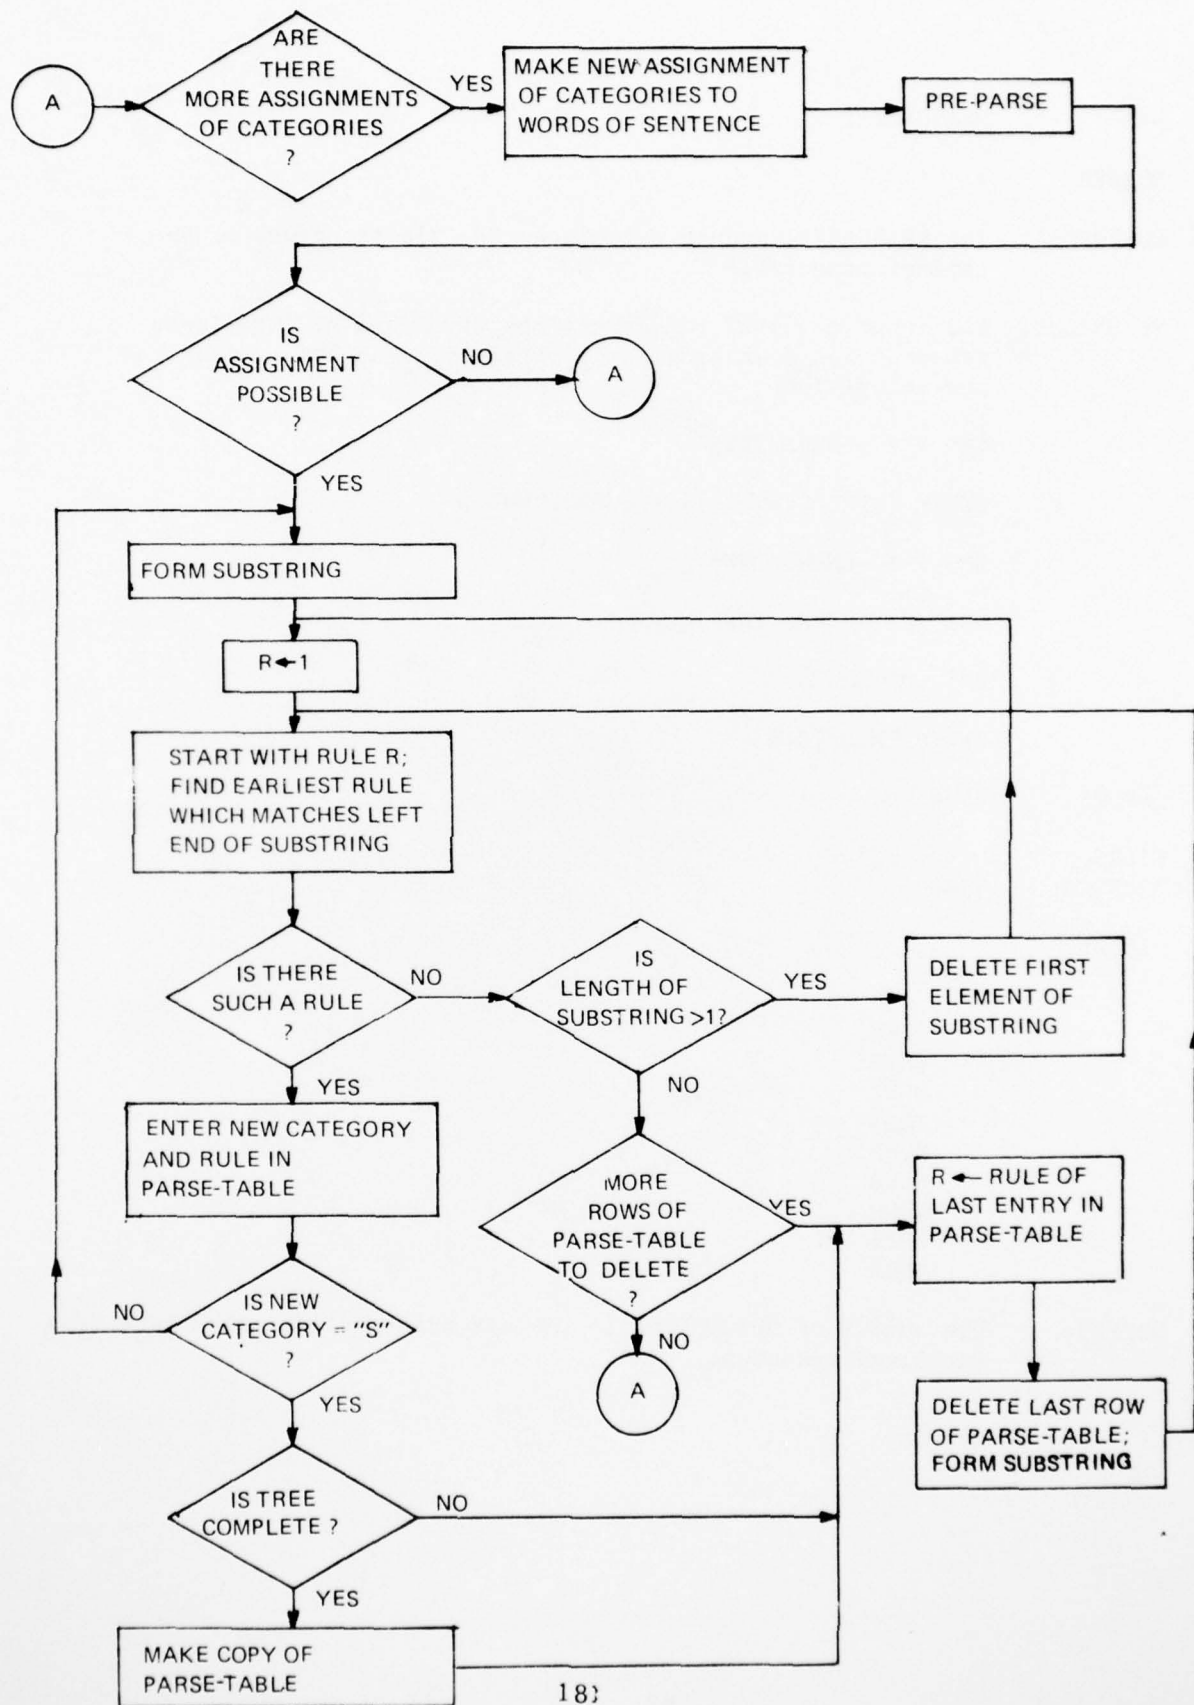 A
ARE
THERE
MORE ASSIGNMENTS
OF CATEGORIES
?
YES
MAKE NEW ASSIGNMENT
OF CATEGORIES TO
WORDS OF SENTENCE
PRE-PARSE
IS
ASSIGNMENT
POSSIBLE
?
NO
A
YES
FORM SUBSTRING
R←1
START WITH RULE R;
FIND EARLIEST RULE
WHICH MATCHES LEFT
END OF SUBSTRING
IS THERE
SUCH A RULE
?
NO
IS
LENGTH OF
SUBSTRING >1?
YES
DELETE FIRST
ELEMENT OF
SUBSTRING
YES
NO
ENTER NEW CATEGORY
AND RULE IN
PARSE-TABLE
MORE
ROWS OF
PARSE-TABLE
TO DELETE
?
YES
R← RULE OF
LAST ENTRY IN
PARSE-TABLE
NO
IS NEW
CATEGORY = "S"
?
NO
A
YES
DELETE LAST ROW
OF PARSE-TABLE;
FORM SUBSTRING
IS TREE
COMPLETE ?
NO
YES
MAKE COPY OF
PARSE-TABLE